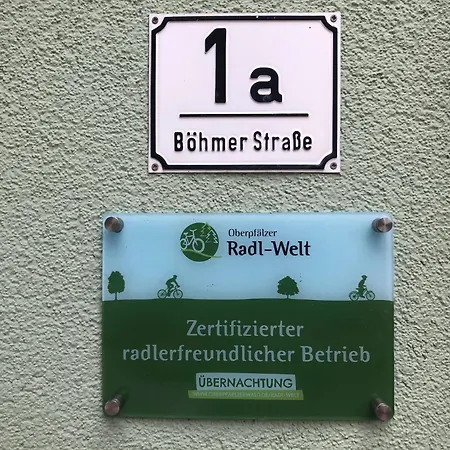 1a
Böhmer Straße
Oberpfälzer
Radl-Welt
Zertifizierter
radlerfreundlicher Betrieb
ÜBERNACHTUNG